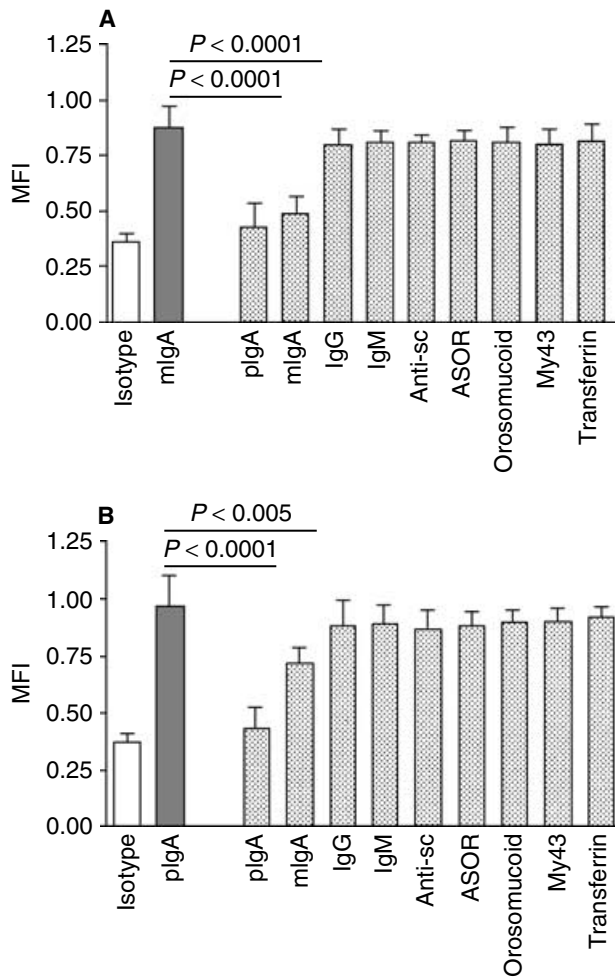 A
P < 0.0001
P < 0.0001
MFI
1.25
1.00
0.75
0.50
0.25
0.00
Isotype
mIgA
pIgA
mIgA
IgG
IgM
Anti-sc
ASOR
Orosomucoid
My43
Transferrin
B
P < 0.005
P < 0.0001
MFI
1.25
1.00
0.75
0.50
0.25
0.00
Isotype
pIgA
pIgA
mIgA
IgG
IgM
Anti-sc
ASOR
Orosomucoid
My43
Transferrin